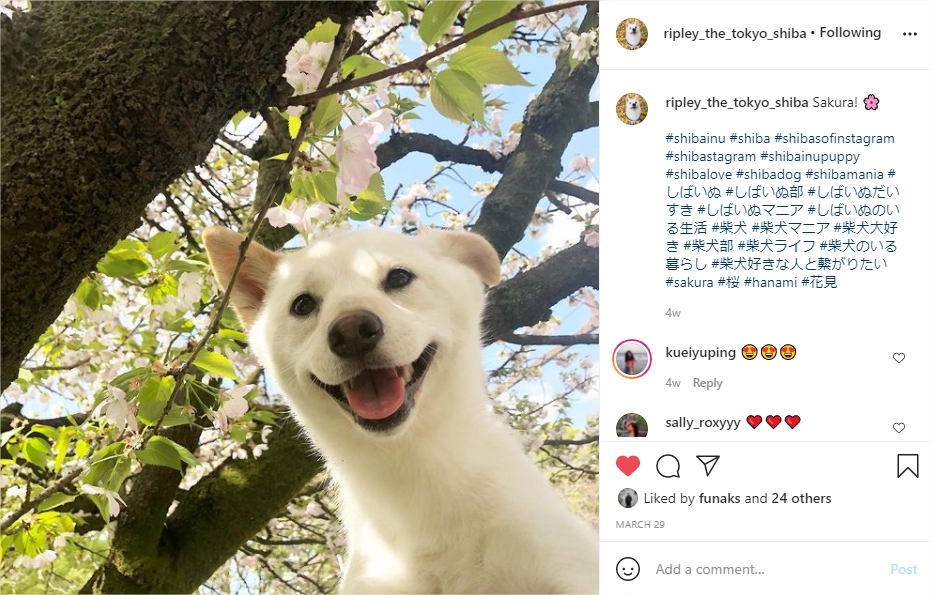 ripley_the_tokyo_shiba • Following
ripley_the_tokyo_shiba Sakura! 🌸
#shibainu #shiba #shibasofinstagram
#shibastagram #shibainupuppy
#shibalove #shibadog #shibamania #
しばいぬ #しばいぬ部 #しばいぬだい
すき #しばいぬマニア #しばいぬのい
る生活 #柴犬 #柴犬マニア #柴犬大好
き #柴犬部 #柴犬ライフ #柴犬のいる
暮らし #柴犬好きな人と繋がりたい
#sakura #桜 #hanami #花見
4w
kueiyuping 😍😍😍
4w Reply
sally_roxyyy ❤️❤️❤️
Liked by funaks and 24 others
MARCH 29
Add a comment...
Post